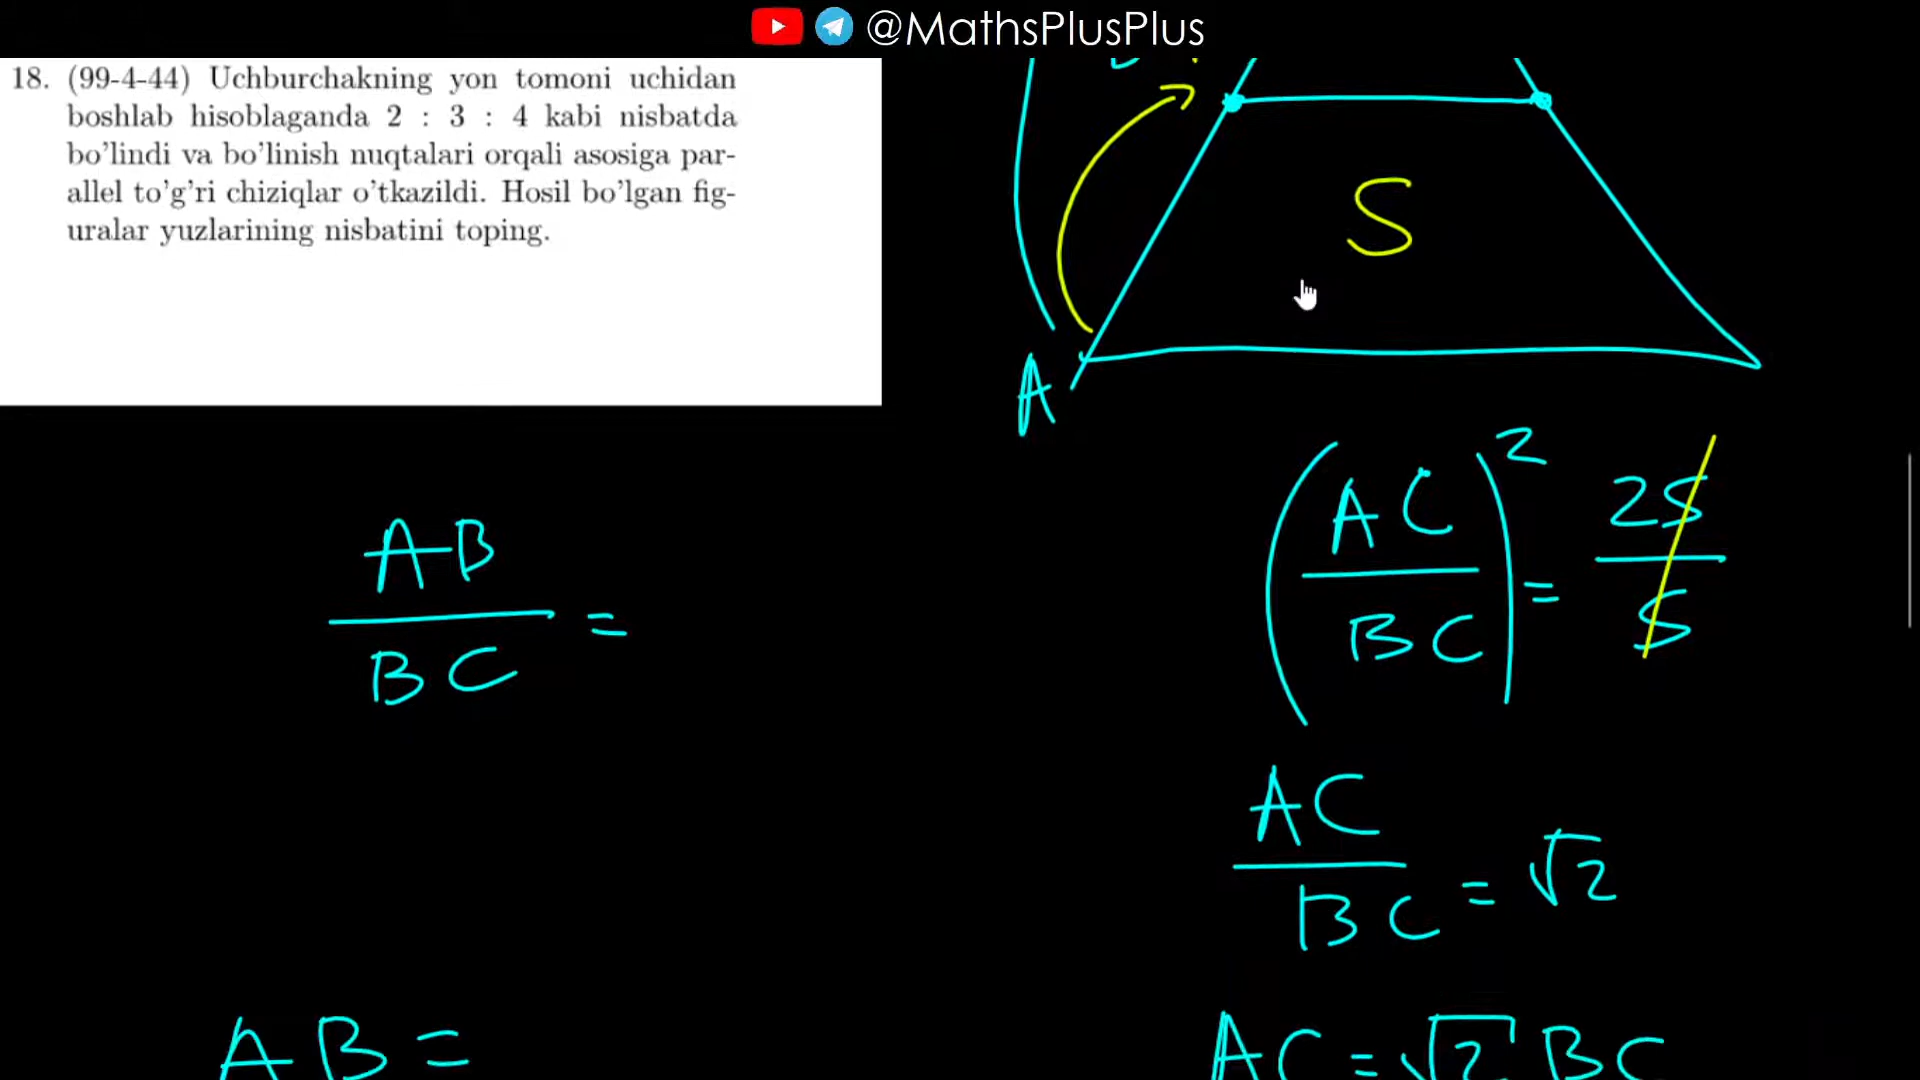 @MathsPlusPlus
18. (99-4-44) Uchburchakning yon tomoni uchidan
boshlab hisoblaganda 2 : 3 : 4 kabi nisbatda
bo'lindi va bo'linish nuqtalari orqali asosiga par-
allel to'g'ri chiziqlar o'tkazildi. Hosil bo'lgan fig-
uralar yuzlarining nisbatini toping.
S
A
(AC/BC)² = 2S/S
AB/BC =
AC/BC = √2
AB =
AC = √2 BC